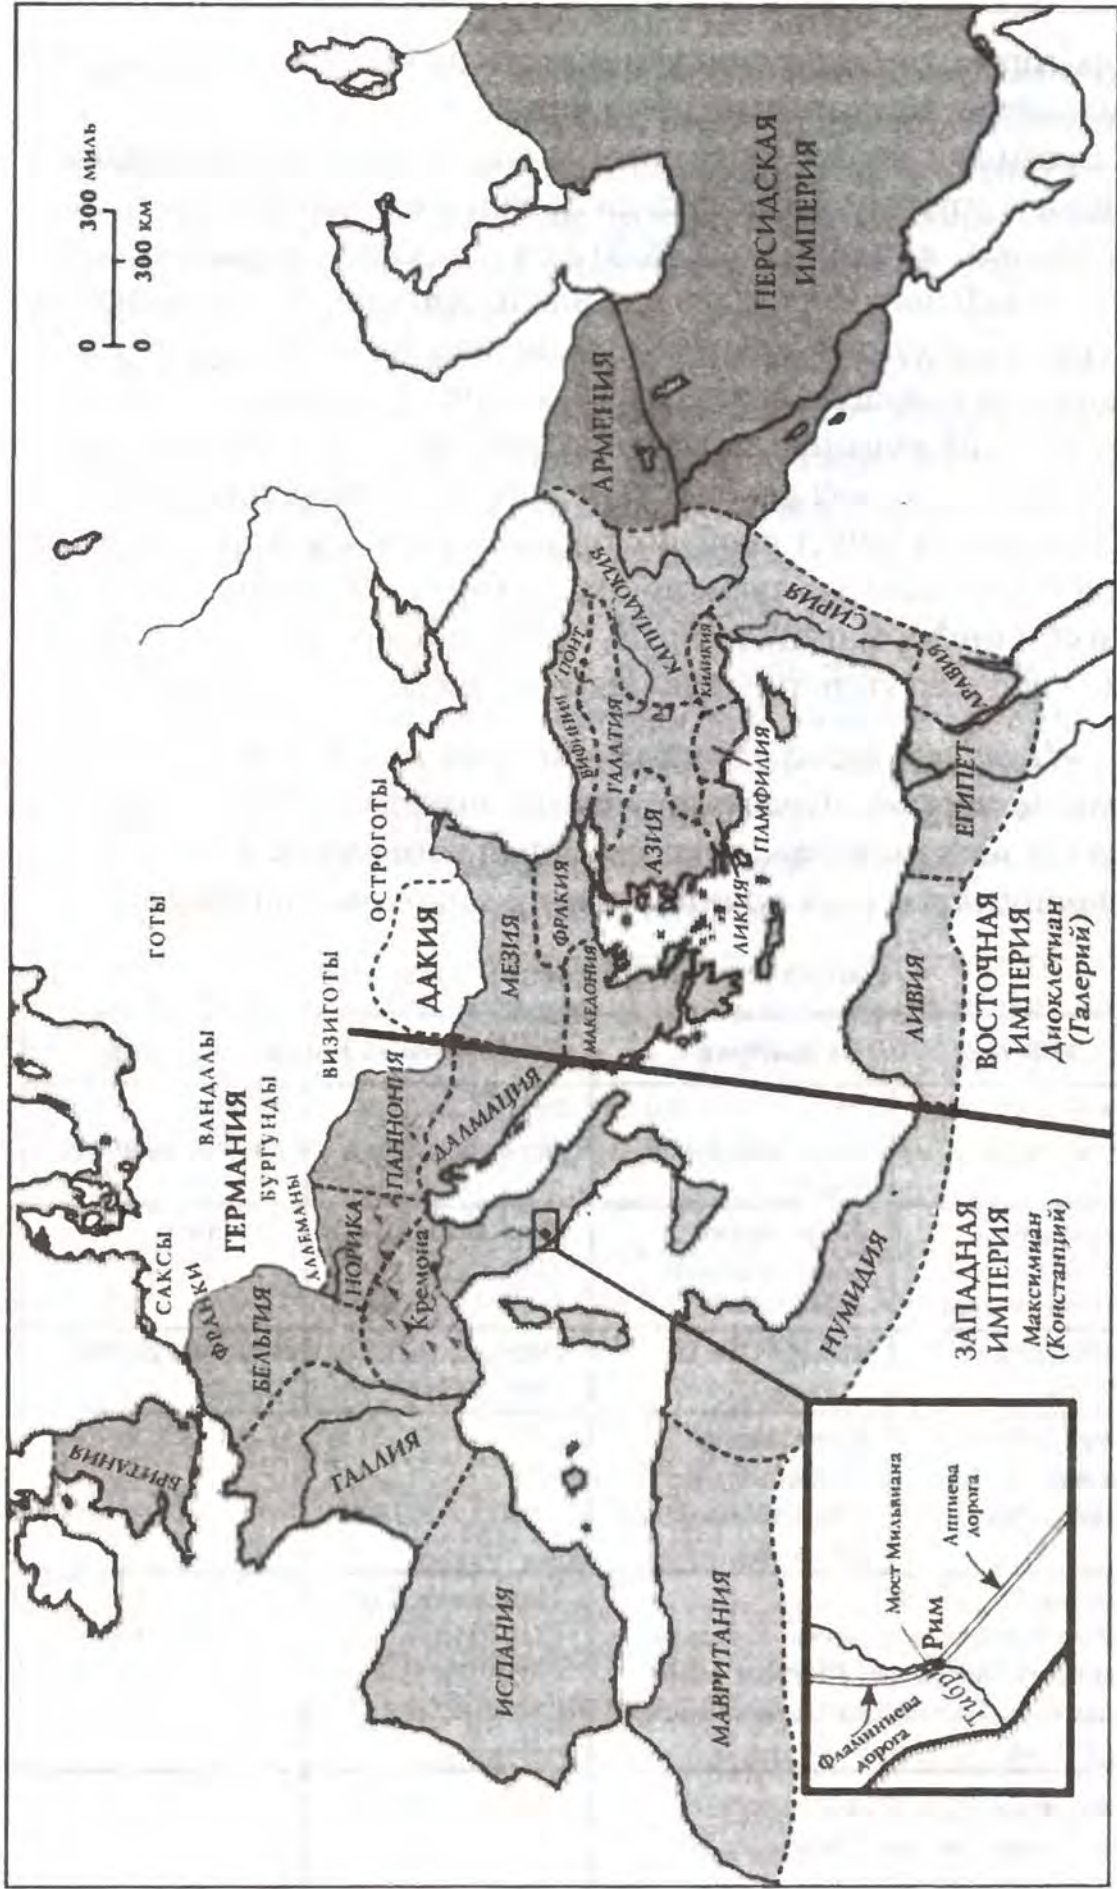 0 300 МИЛЬ
0 300 КМ
БРИТАНИЯ
САКСЫ
ФРАНКИ
БЕЛЬГИЯ
ГАЛЛИЯ
ИСПАНИЯ
ГЕРМАНИЯ
ВАНДАЛЫ
БУРГУНДЫ
АЛЛЕМАНЫ
ГОТЫ
ВИЗИГОТЫ
ОСТРОГОТЫ
НОРИКА
ПАННОНИЯ
Кремона
ДАЛМАЦИЯ
ДАКИЯ
МЕЗИЯ
ФРАКИЯ
МАКЕДОНИЯ
ВИФИНИЯ
ПОНТ
ГАЛАТИЯ
КАППАДОКИЯ
АЗИЯ
КИЛИКИЯ
ЛИКИЯ
ПАМФИЛИЯ
АРМЕНИЯ
ПЕРСИДСКАЯ
ИМПЕРИЯ
СИРИЯ
АРАВИЯ
ЕГИПЕТ
ЛИВИЯ
НУМИДИЯ
МАВРИТАНИЯ
ЗАПАДНАЯ
ИМПЕРИЯ
Максимиан
(Констанций)
ВОСТОЧНАЯ
ИМПЕРИЯ
Диоклетиан
(Галерий)
Мост Мильвиана
Аппиева
дорога
РИМ
Тибр
Фламиниева
дорога